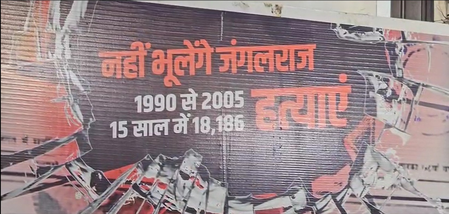 नहीं भूलेंगे जंगलराज
1990 से 2005 हत्याएं
15 साल में 18,186